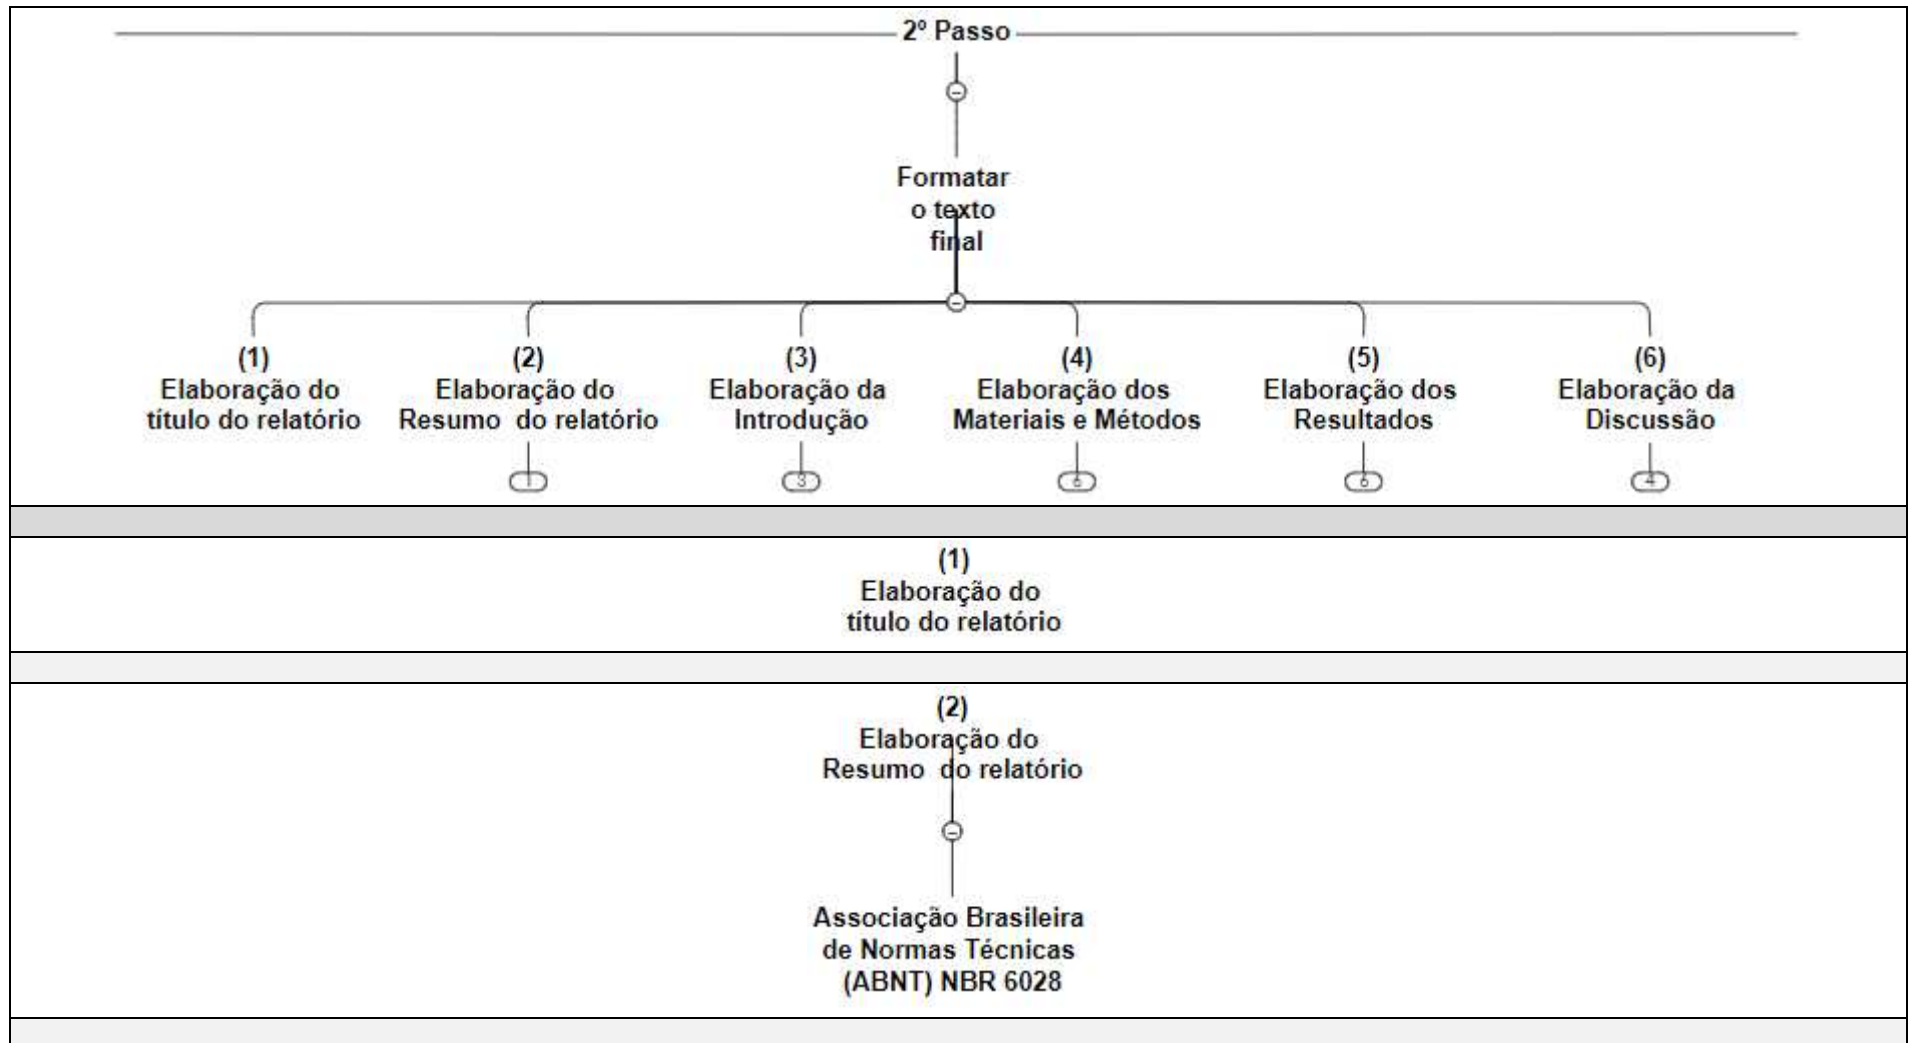 2º Passo
Formatar
o texto
final
(1)
Elaboração do
título do relatório
(2)
Elaboração do
Resumo do relatório
(3)
Elaboração da
Introdução
(4)
Elaboração dos
Materiais e Métodos
(5)
Elaboração dos
Resultados
(6)
Elaboração da
Discussão
1
3
6
6
4
(1)
Elaboração do
título do relatório
(2)
Elaboração do
Resumo do relatório
Associação Brasileira
de Normas Técnicas
(ABNT) NBR 6028